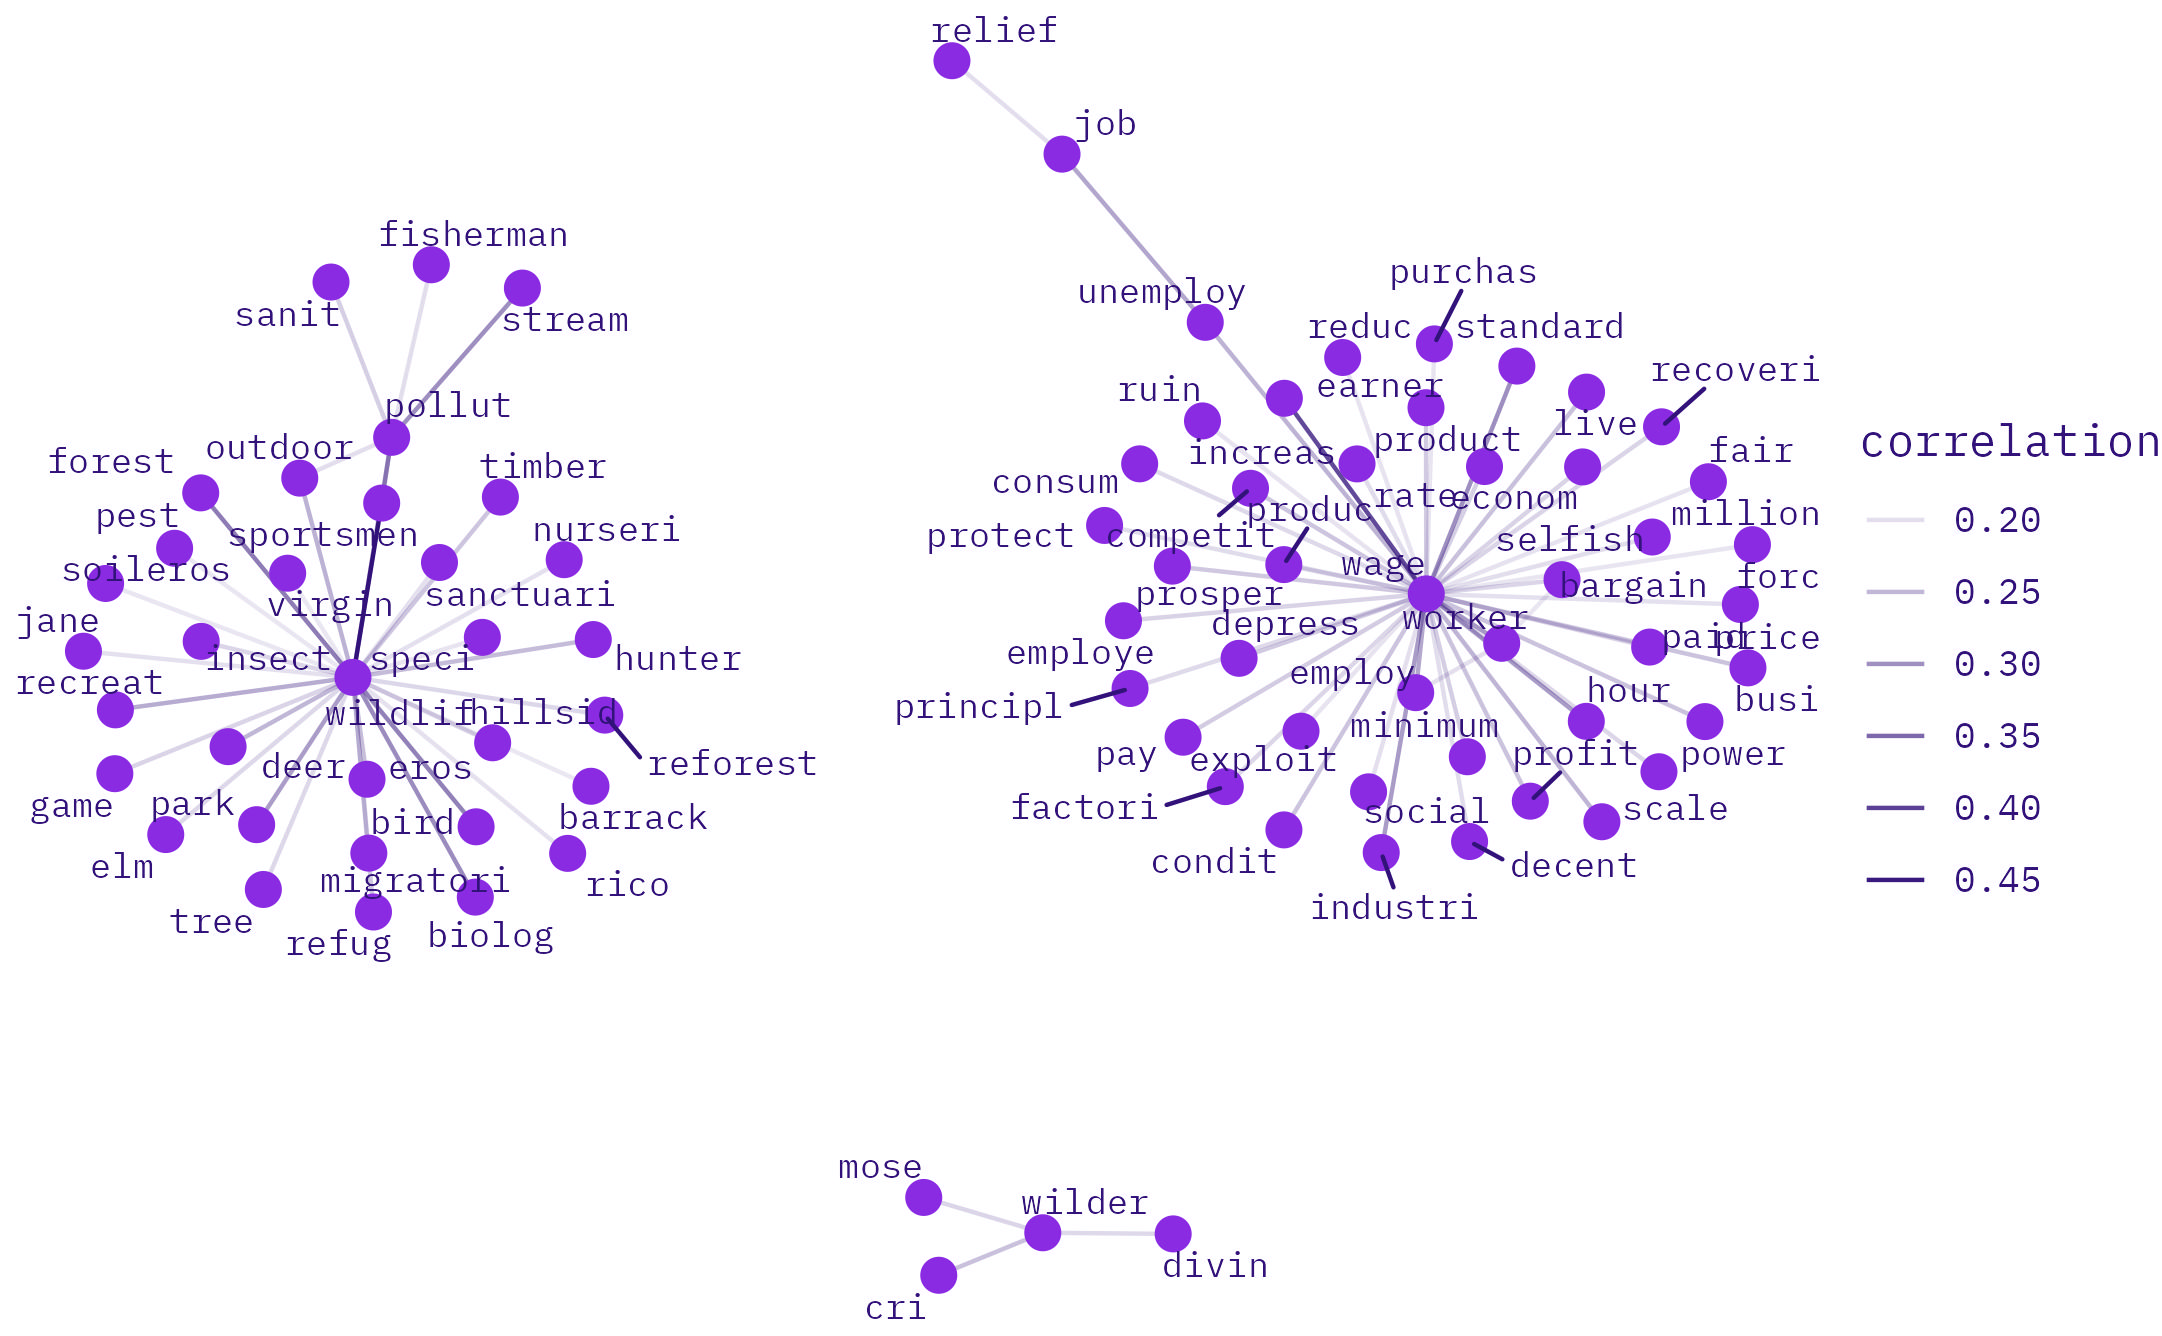 relief
job
fisherman
sanit
stream
purchas
unemploy
reduc
standard
recoveri
ruin
earner
pollut
live
outdoor
product
forest
timber
increas
fair
consum
rate
econom
pest
produc
million
sportsmen
nurseri
protect
competit
selfish
soileros
wage
forc
bargain
sanctuari
prosper
virgin
jane
depress
worker
paid
price
insect
speci
hunter
employe
employ
recreat
hour
busi
principl
wildlif
hillsid
minimum
pay
exploit
profit
power
deer
eros
reforest
game
park
factori
scale
bird
barrack
social
elm
condit
decent
migratori
rico
industri
tree
refug
biolog
correlation
0.20
0.25
0.30
0.35
0.40
0.45
mose
wilder
divin
cri